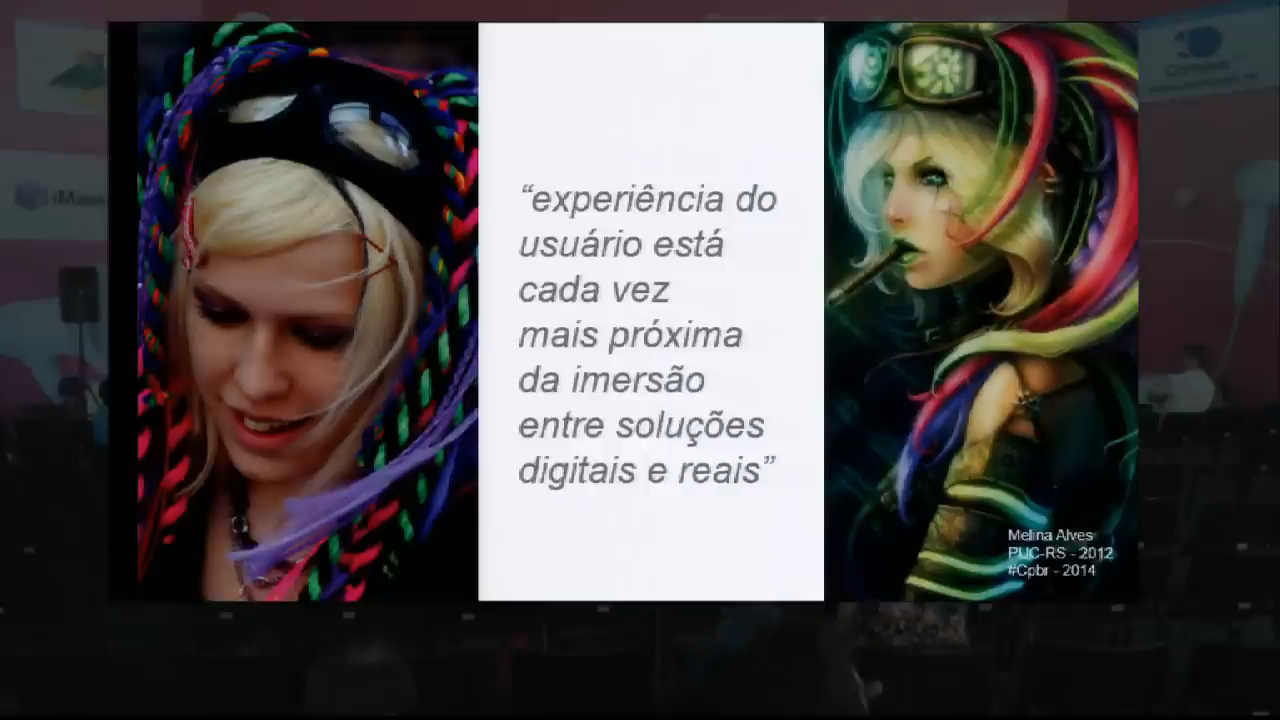 “experiência do
usuário está
cada vez
mais próxima
da imersão
entre soluções
digitais e reais”
Melina Alves
PUC-RS - 2012
#Cpbr - 2014